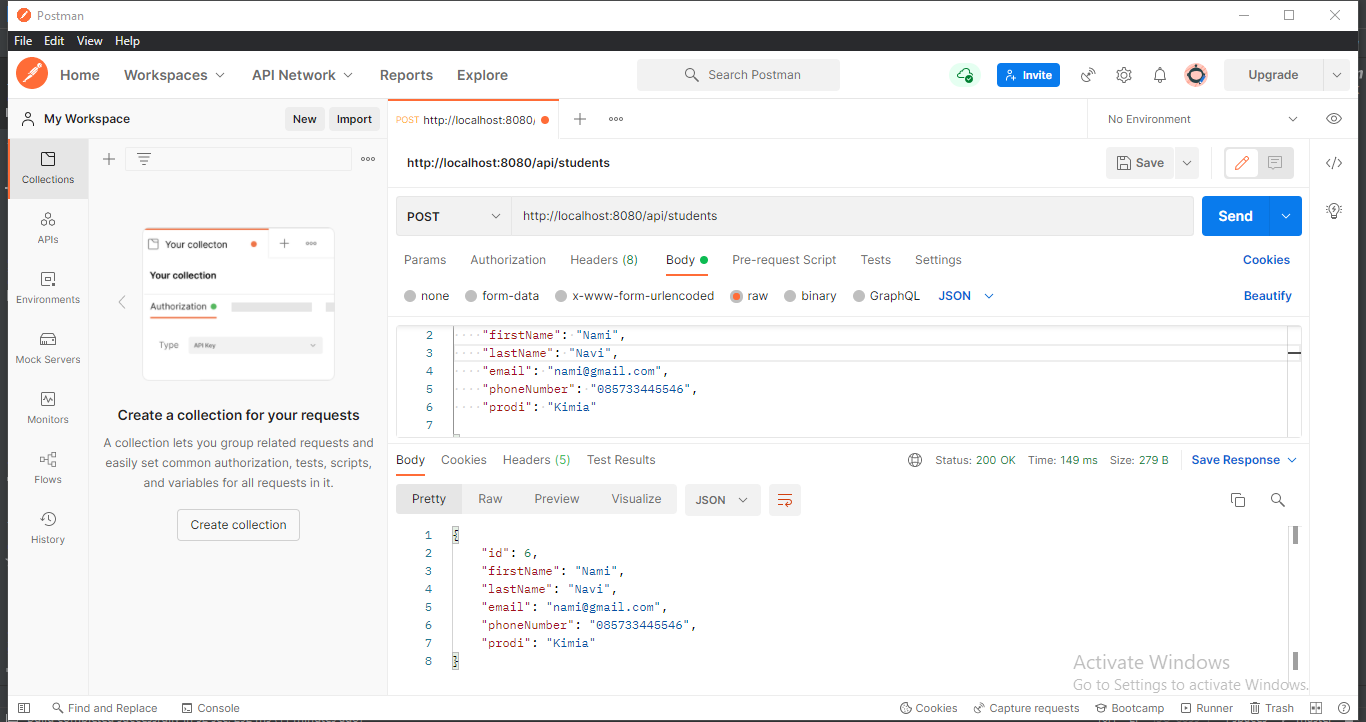 Postman
File Edit View Help
Home Workspaces API Network Reports Explore Search Postman Invite Upgrade
My Workspace New Import POST http://localhost:8080/ No Environment
Collections
APIs
Environments
Mock Servers
Monitors
Flows
History
Your collecton
Your collection
Authorization
Type API Key
Create a collection for your requests
A collection lets you group related requests and
easily set common authorization, tests, scripts,
and variables for all requests in it.
Create collection
http://localhost:8080/api/students Save
POST http://localhost:8080/api/students Send
Params Authorization Headers (8) Body Pre-request Script Tests Settings Cookies
none form-data x-www-form-urlencoded raw binary GraphQL JSON Beautify
2 "firstName": "Nami",
3 "lastName": "Navi",
4 "email": "nami@gmail.com",
5 "phoneNumber": "085733445546",
6 "prodi": "Kimia"
7
Body Cookies Headers (5) Test Results Status: 200 OK Time: 149 ms Size: 279 B Save Response
Pretty Raw Preview Visualize JSON
1 {
2 "id": 6,
3 "firstName": "Nami",
4 "lastName": "Navi",
5 "email": "nami@gmail.com",
6 "phoneNumber": "085733445546",
7 "prodi": "Kimia"
8 }
Activate Windows
Go to Settings to activate Windows.
Find and Replace Console Cookies Capture requests Bootcamp Runner Trash